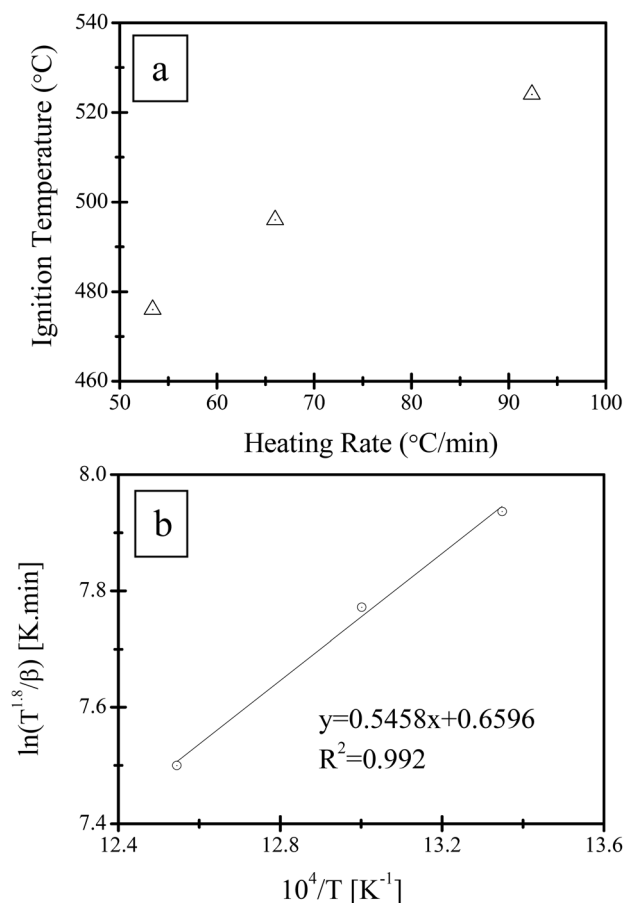 540
520
500
480
460
a
Ignition Temperature (°C)
50 60 70 80 90 100
Heating Rate (°C/min)
8.0
7.8
7.6
7.4
b
ln(T^1.8/β) [K.min]
y=0.5458x+0.6596
R²=0.992
12.4 12.8 13.2 13.6
10⁴/T [K⁻¹]